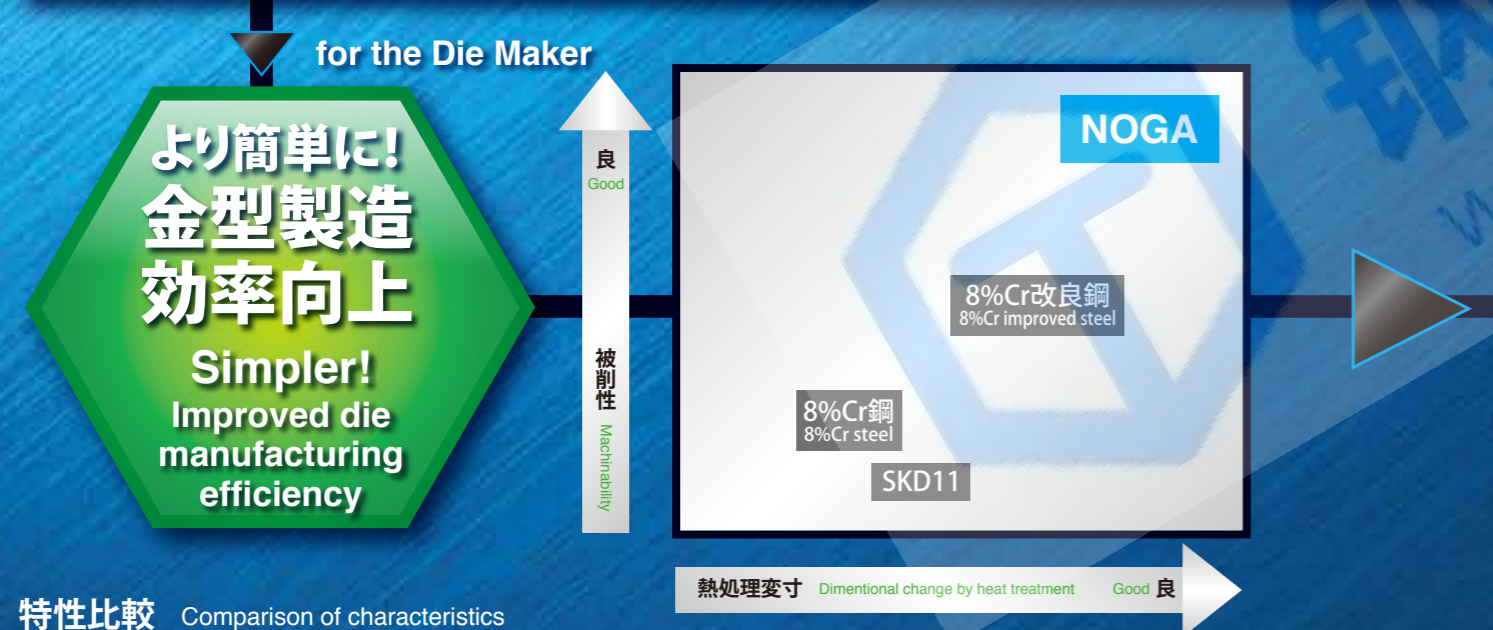 for the Die Maker
より簡単に!
金型製造
効率向上
Simpler!
Improved die
manufacturing
efficiency
良
Good
被削性
Machinability
NOGA
8%Cr改良鋼
8%Cr improved steel
8%Cr鋼
8%Cr steel
SKD11
熱処理変寸 Dimentional change by heat treatment Good 良
特性比較 Comparison of characteristics